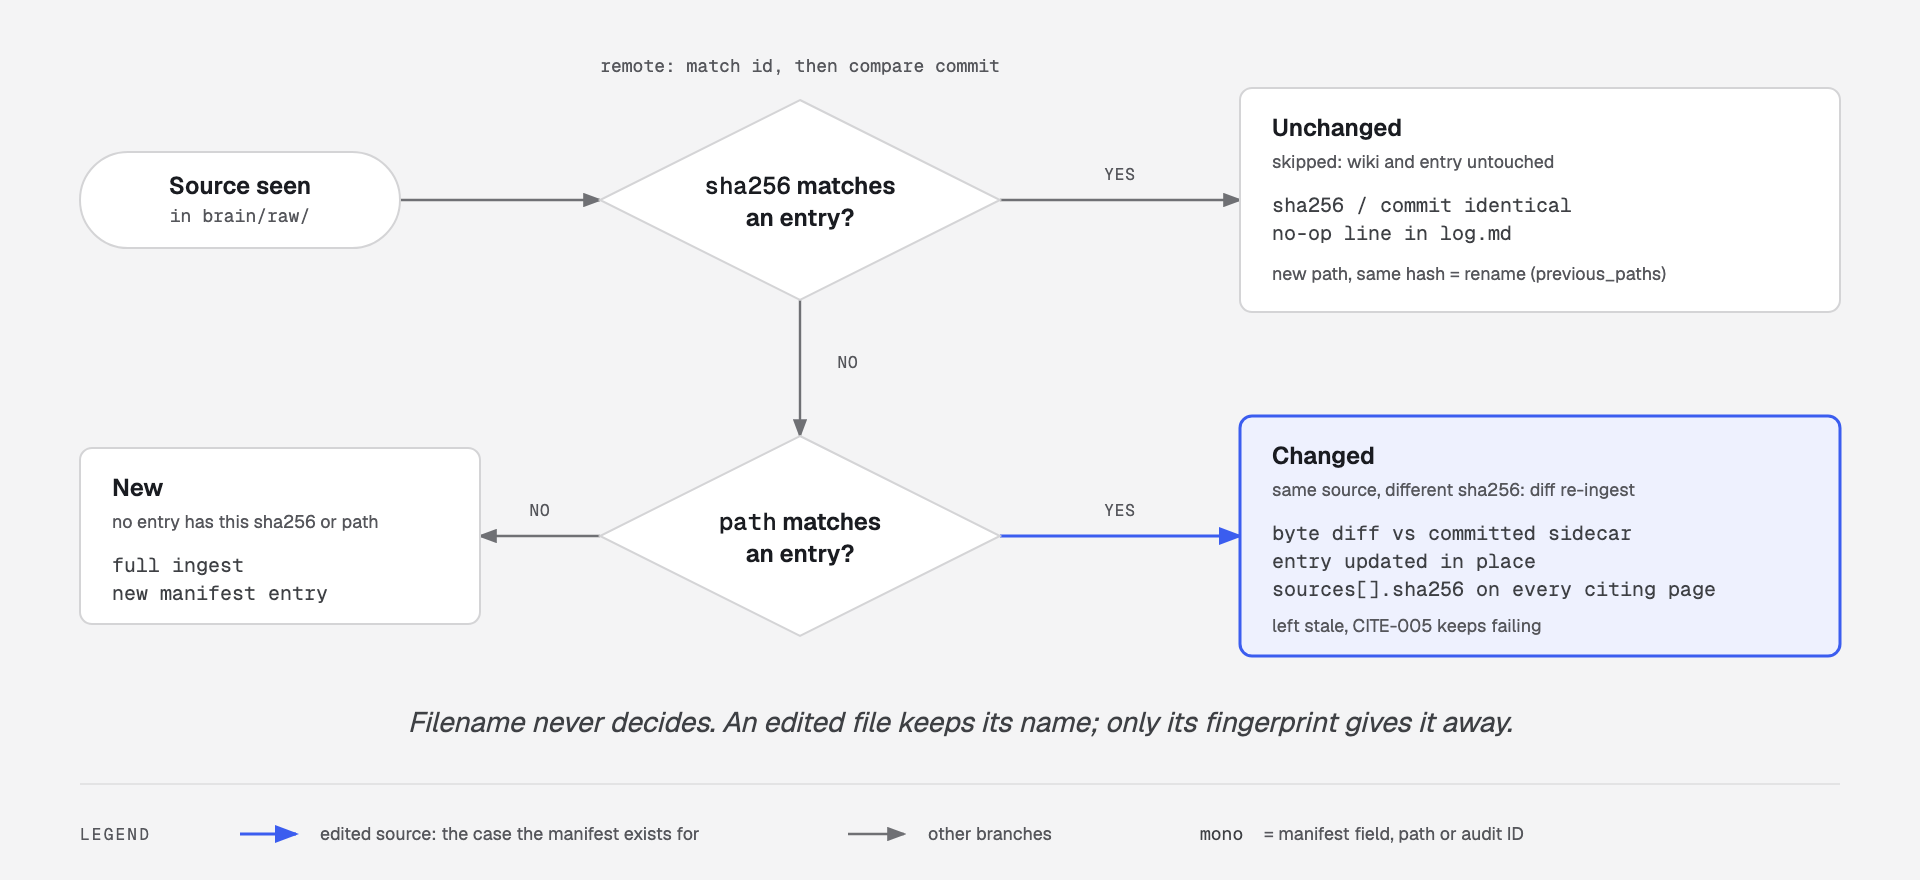 remote: match id, then compare commit
Source seen
in brain/raw/
sha256 matches
an entry?
YES
Unchanged
skipped: wiki and entry untouched
sha256 / commit identical
no-op line in log.md
new path, same hash = rename (previous_paths)
NO
New
no entry has this sha256 or path
full ingest
new manifest entry
NO
path matches
an entry?
YES
Changed
same source, different sha256: diff re-ingest
byte diff vs committed sidecar
entry updated in place
sources[].sha256 on every citing page
left stale, CITE-005 keeps failing
Filename never decides. An edited file keeps its name; only its fingerprint gives it away.
LEGEND
edited source: the case the manifest exists for
other branches
mono = manifest field, path or audit ID